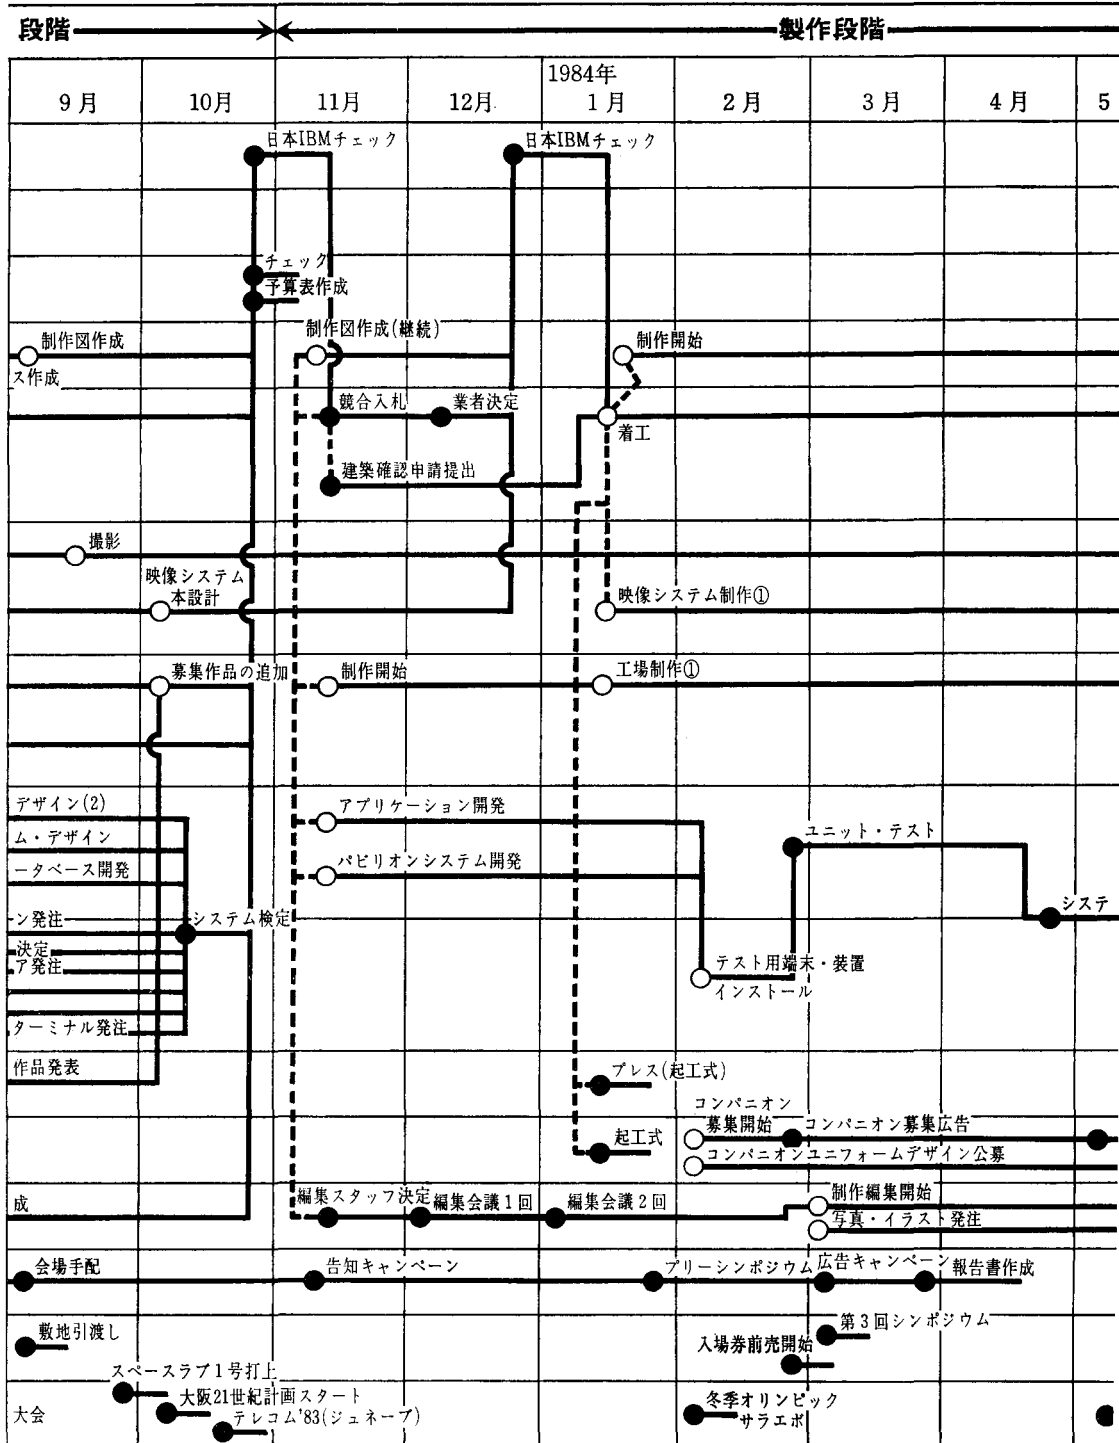 段階
製作段階
1984年
9月
10月
11月
12月
1月
2月
3月
4月
5
日本IBMチェック
日本IBMチェック
チェック
予算表作成
制作図作成
ス作成
制作図作成(継続)
制作開始
競合入札
業者決定
着工
建築確認申請提出
撮影
映像システム
本設計
映像システム制作①
募集作品の追加
制作開始
工場制作①
デザイン(2)
ム・デザイン
ータベース開発
アプリケーション開発
パビリオンシステム開発
ユニット・テスト
ン発注
システム検定
決定
ア発注
ターミナル発注
システ
テスト用端末・装置
インストール
作品発表
プレス(起工式)
コンパニオン
募集開始
コンパニオン募集広告
起工式
コンパニオンユニフォームデザイン公募
成
編集スタッフ決定
編集会議1回
編集会議2回
制作編集開始
写真・イラスト発注
会場手配
告知キャンペーン
プリーシンポジウム
広告キャンペーン
報告書作成
敷地引渡し
第3回シンポジウム
入場券前売開始
スペースラブ1号打上
大阪21世紀計画スタート
テレコム'83(ジュネーブ)
大会
冬季オリンピック
サラエボ